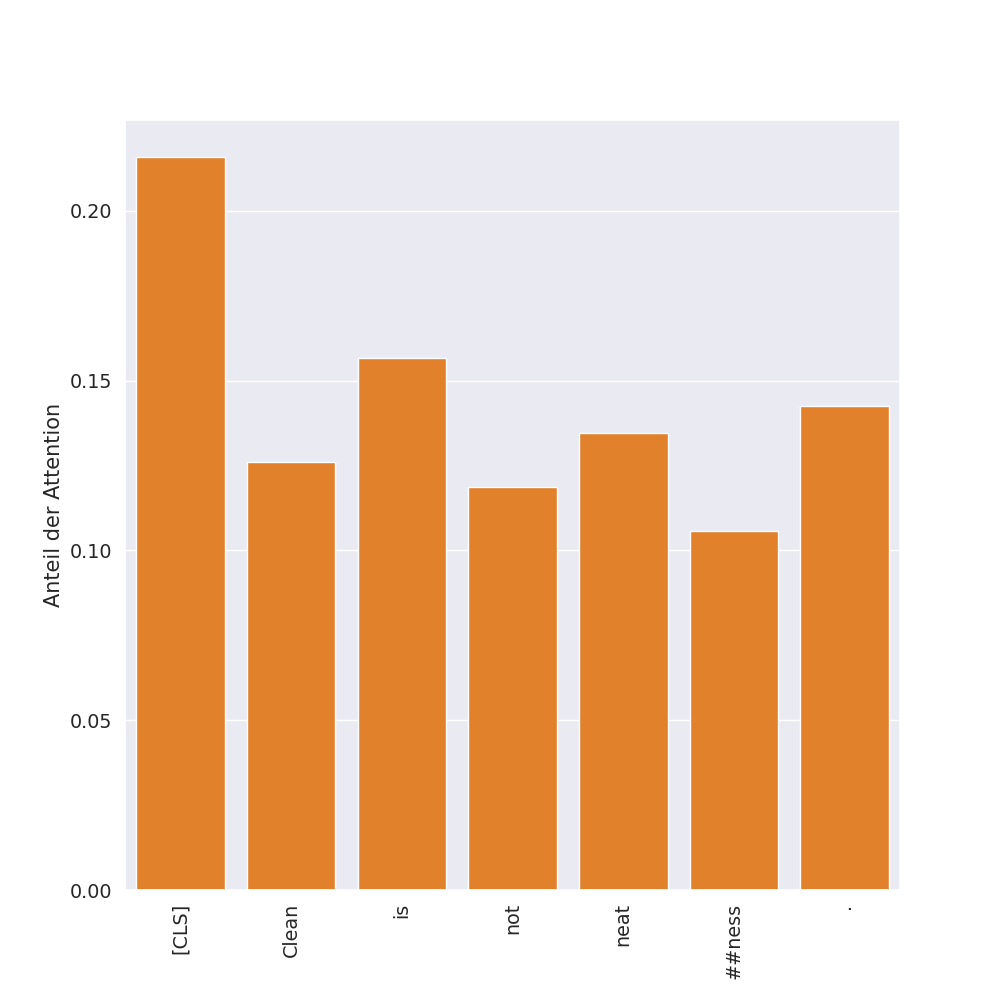 Anteil der Attention
0.20
0.15
0.10
0.05
0.00
[CLS]
Clean
is
not
neat
##ness
.